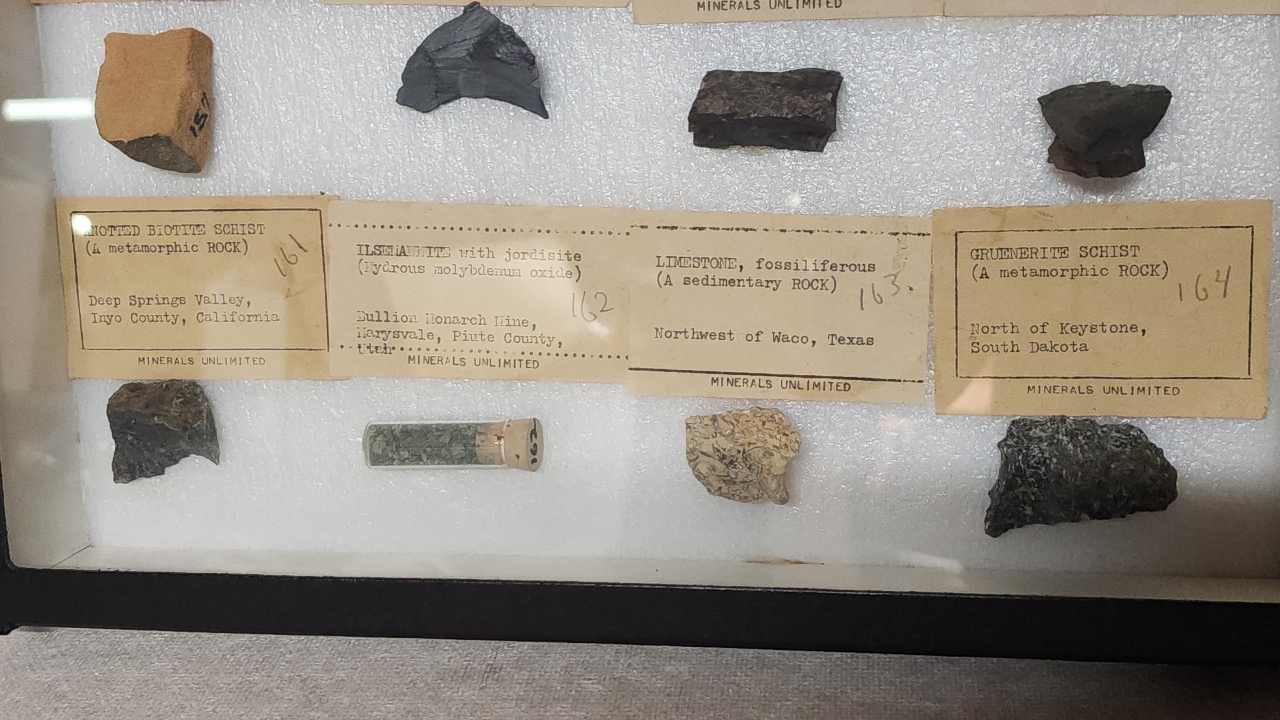 MINERALS UNLIMITED
157
KNOTTED BIOTITE SCHIST
(A metamorphic ROCK)
161
Deep Springs Valley,
Inyo County, California
MINERALS UNLIMITED
ILSEMANNITE with jordisite
(Hydrous molybdenum oxide)
162
Bullion Monarch Mine,
Marysvale, Piute County,
Utah
MINERALS UNLIMITED
LIMESTONE, fossiliferous
(A sedimentary ROCK)
163.
Northwest of Waco, Texas
MINERALS UNLIMITED
GRUENERITE SCHIST
(A metamorphic ROCK)
164
North of Keystone,
South Dakota
MINERALS UNLIMITED
162